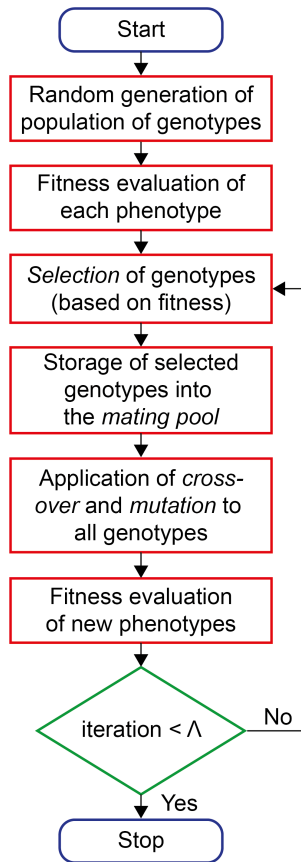 Start
Random generation of
population of genotypes
Fitness evaluation of
each phenotype
Selection of genotypes
(based on fitness)
Storage of selected
genotypes into
the mating pool
Application of cross-
over and mutation to
all genotypes
Fitness evaluation
of new phenotypes
iteration < Λ
No
Yes
Stop